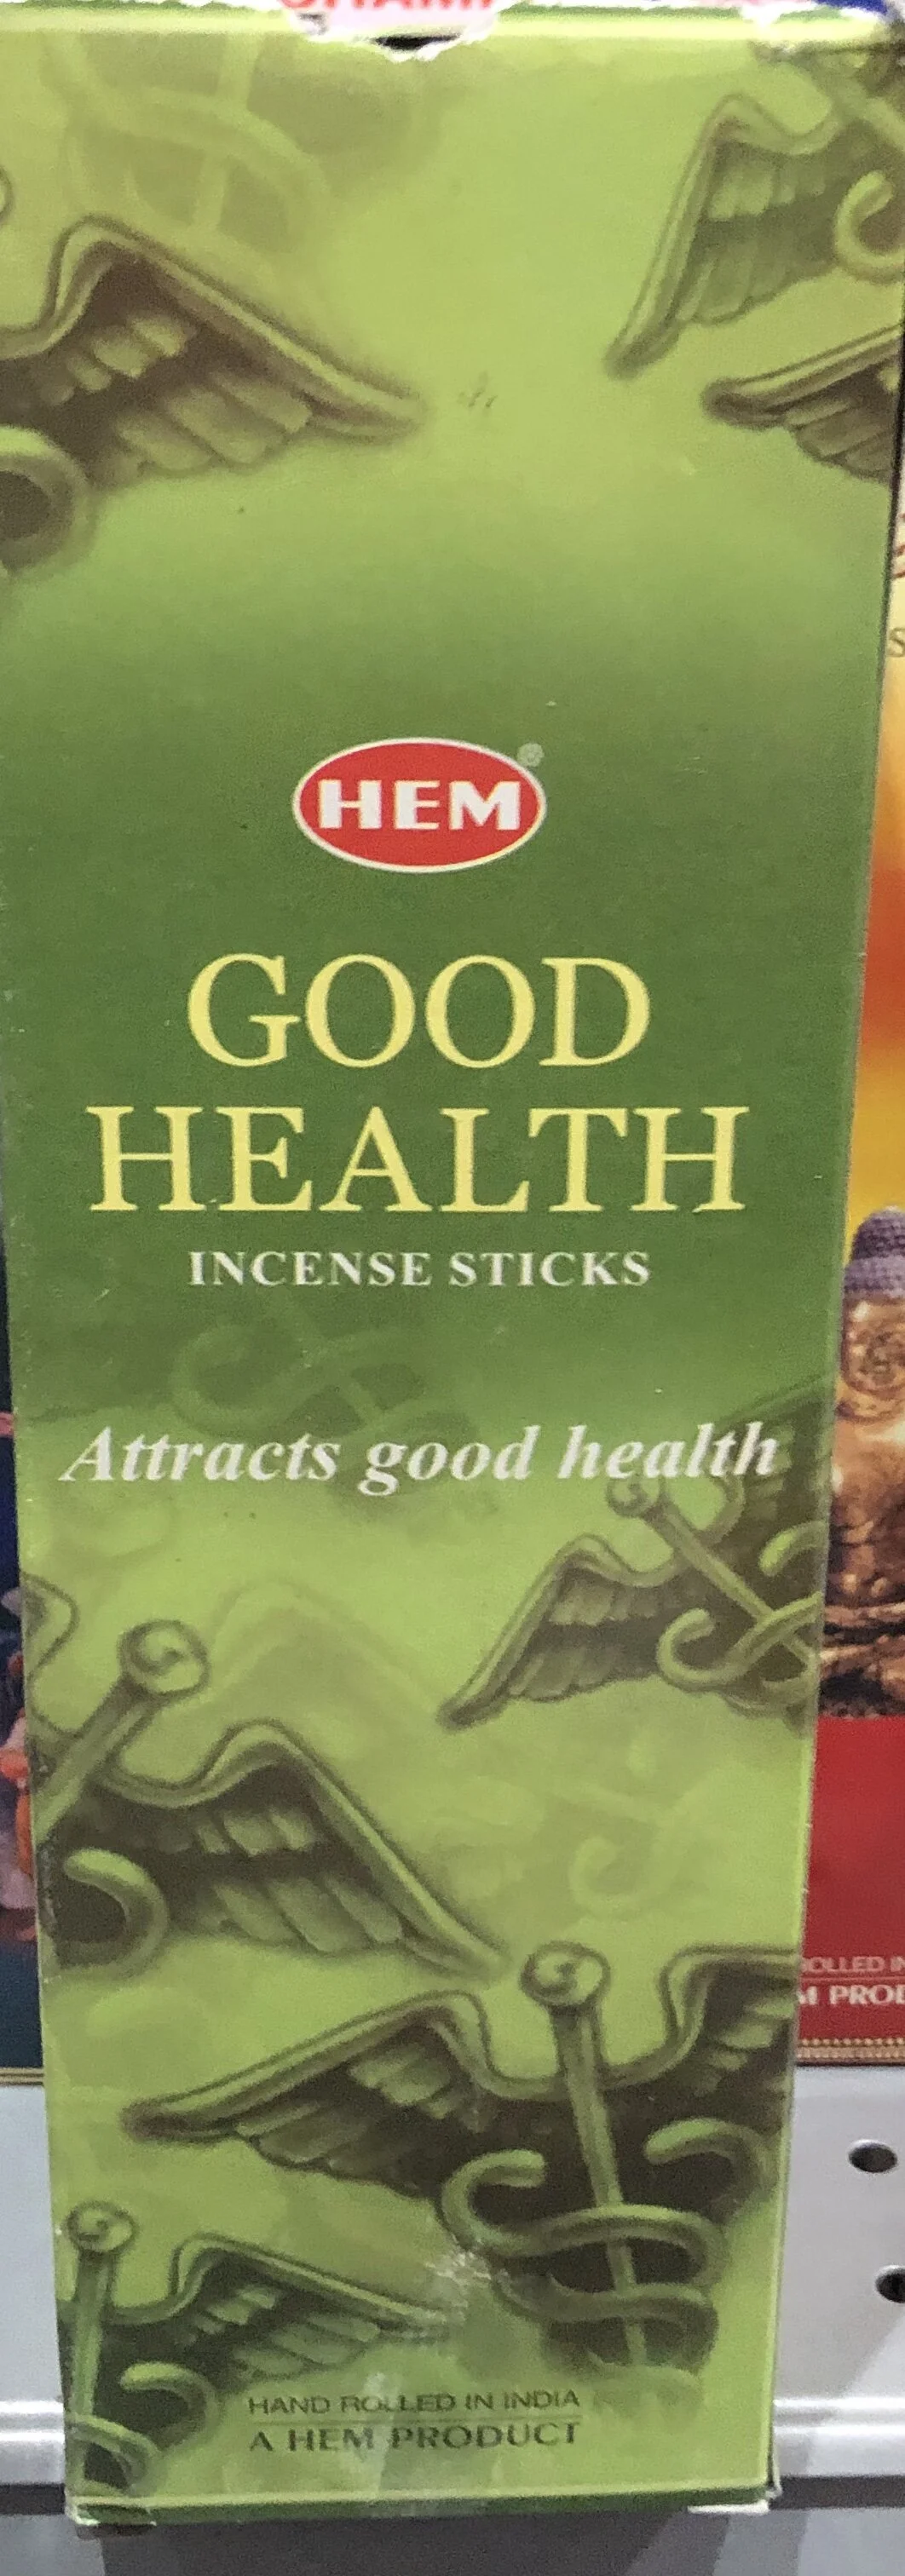 HEM
GOOD
HEALTH
INCENSE STICKS
Attracts good health
HAND ROLLED IN INDIA
A HEM PRODUCT